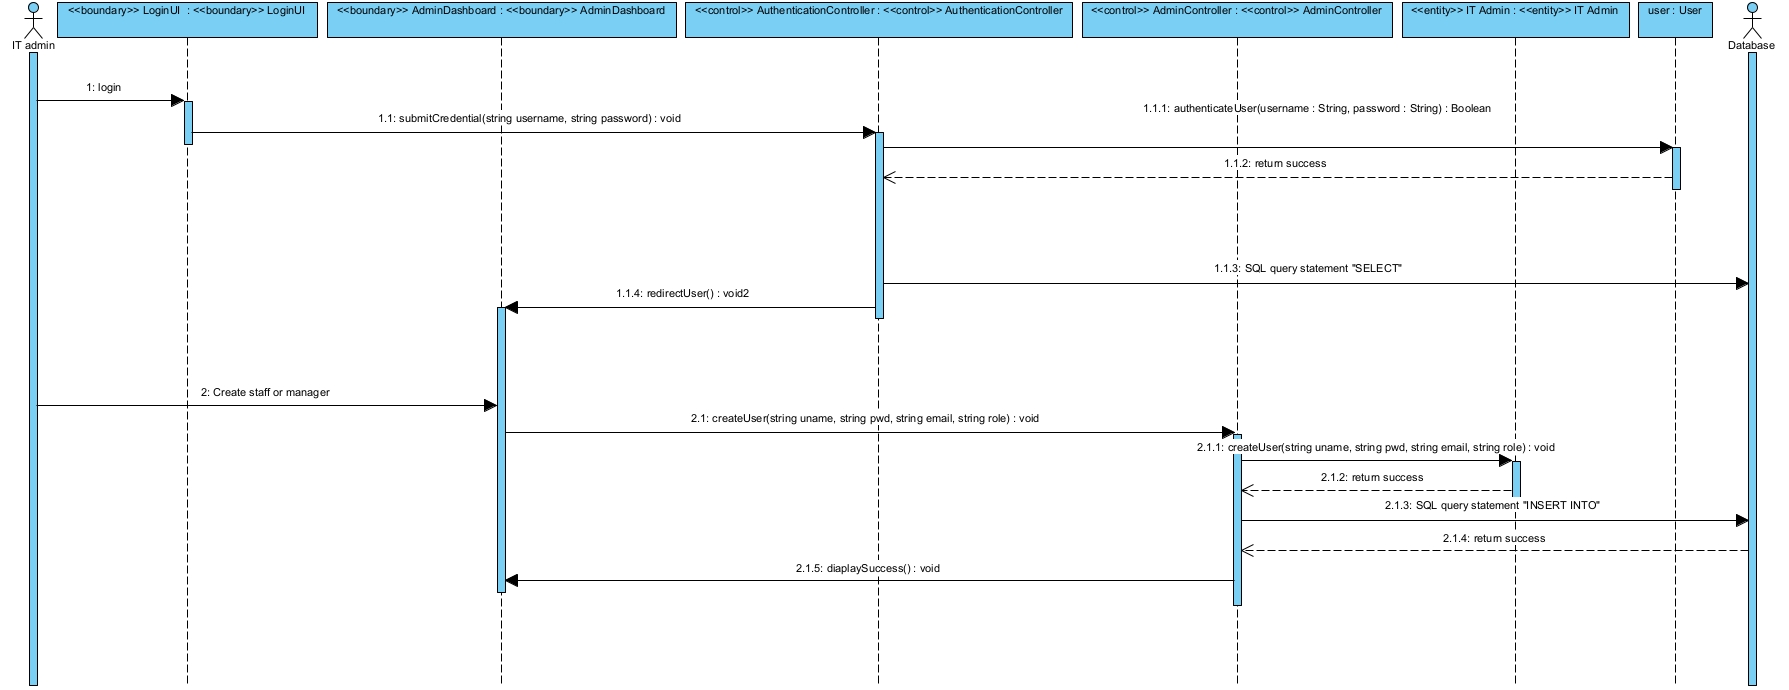 <<boundary>> LoginUI : <<boundary>> LoginUI
<<boundary>> AdminDashboard : <<boundary>> AdminDashboard
<<control>> AuthenticationController : <<control>> AuthenticationController
<<control>> AdminController : <<control>> AdminController
<<entity>> IT Admin : <<entity>> IT Admin
user : User
IT admin
Database
1: login
1.1.1: authenticateUser(username : String, password : String) : Boolean
1.1: submitCredential(string username, string password) : void
1.1.2: return success
1.1.3: SQL query statement "SELECT"
1.1.4: redirectUser() : void2
2: Create staff or manager
2.1: createUser(string uname, string pwd, string email, string role) : void
2.1.1: createUser(string uname, string pwd, string email, string role) : void
2.1.2: return success
2.1.3: SQL query statement "INSERT INTO"
2.1.4: return success
2.1.5: diaplaySuccess() : void